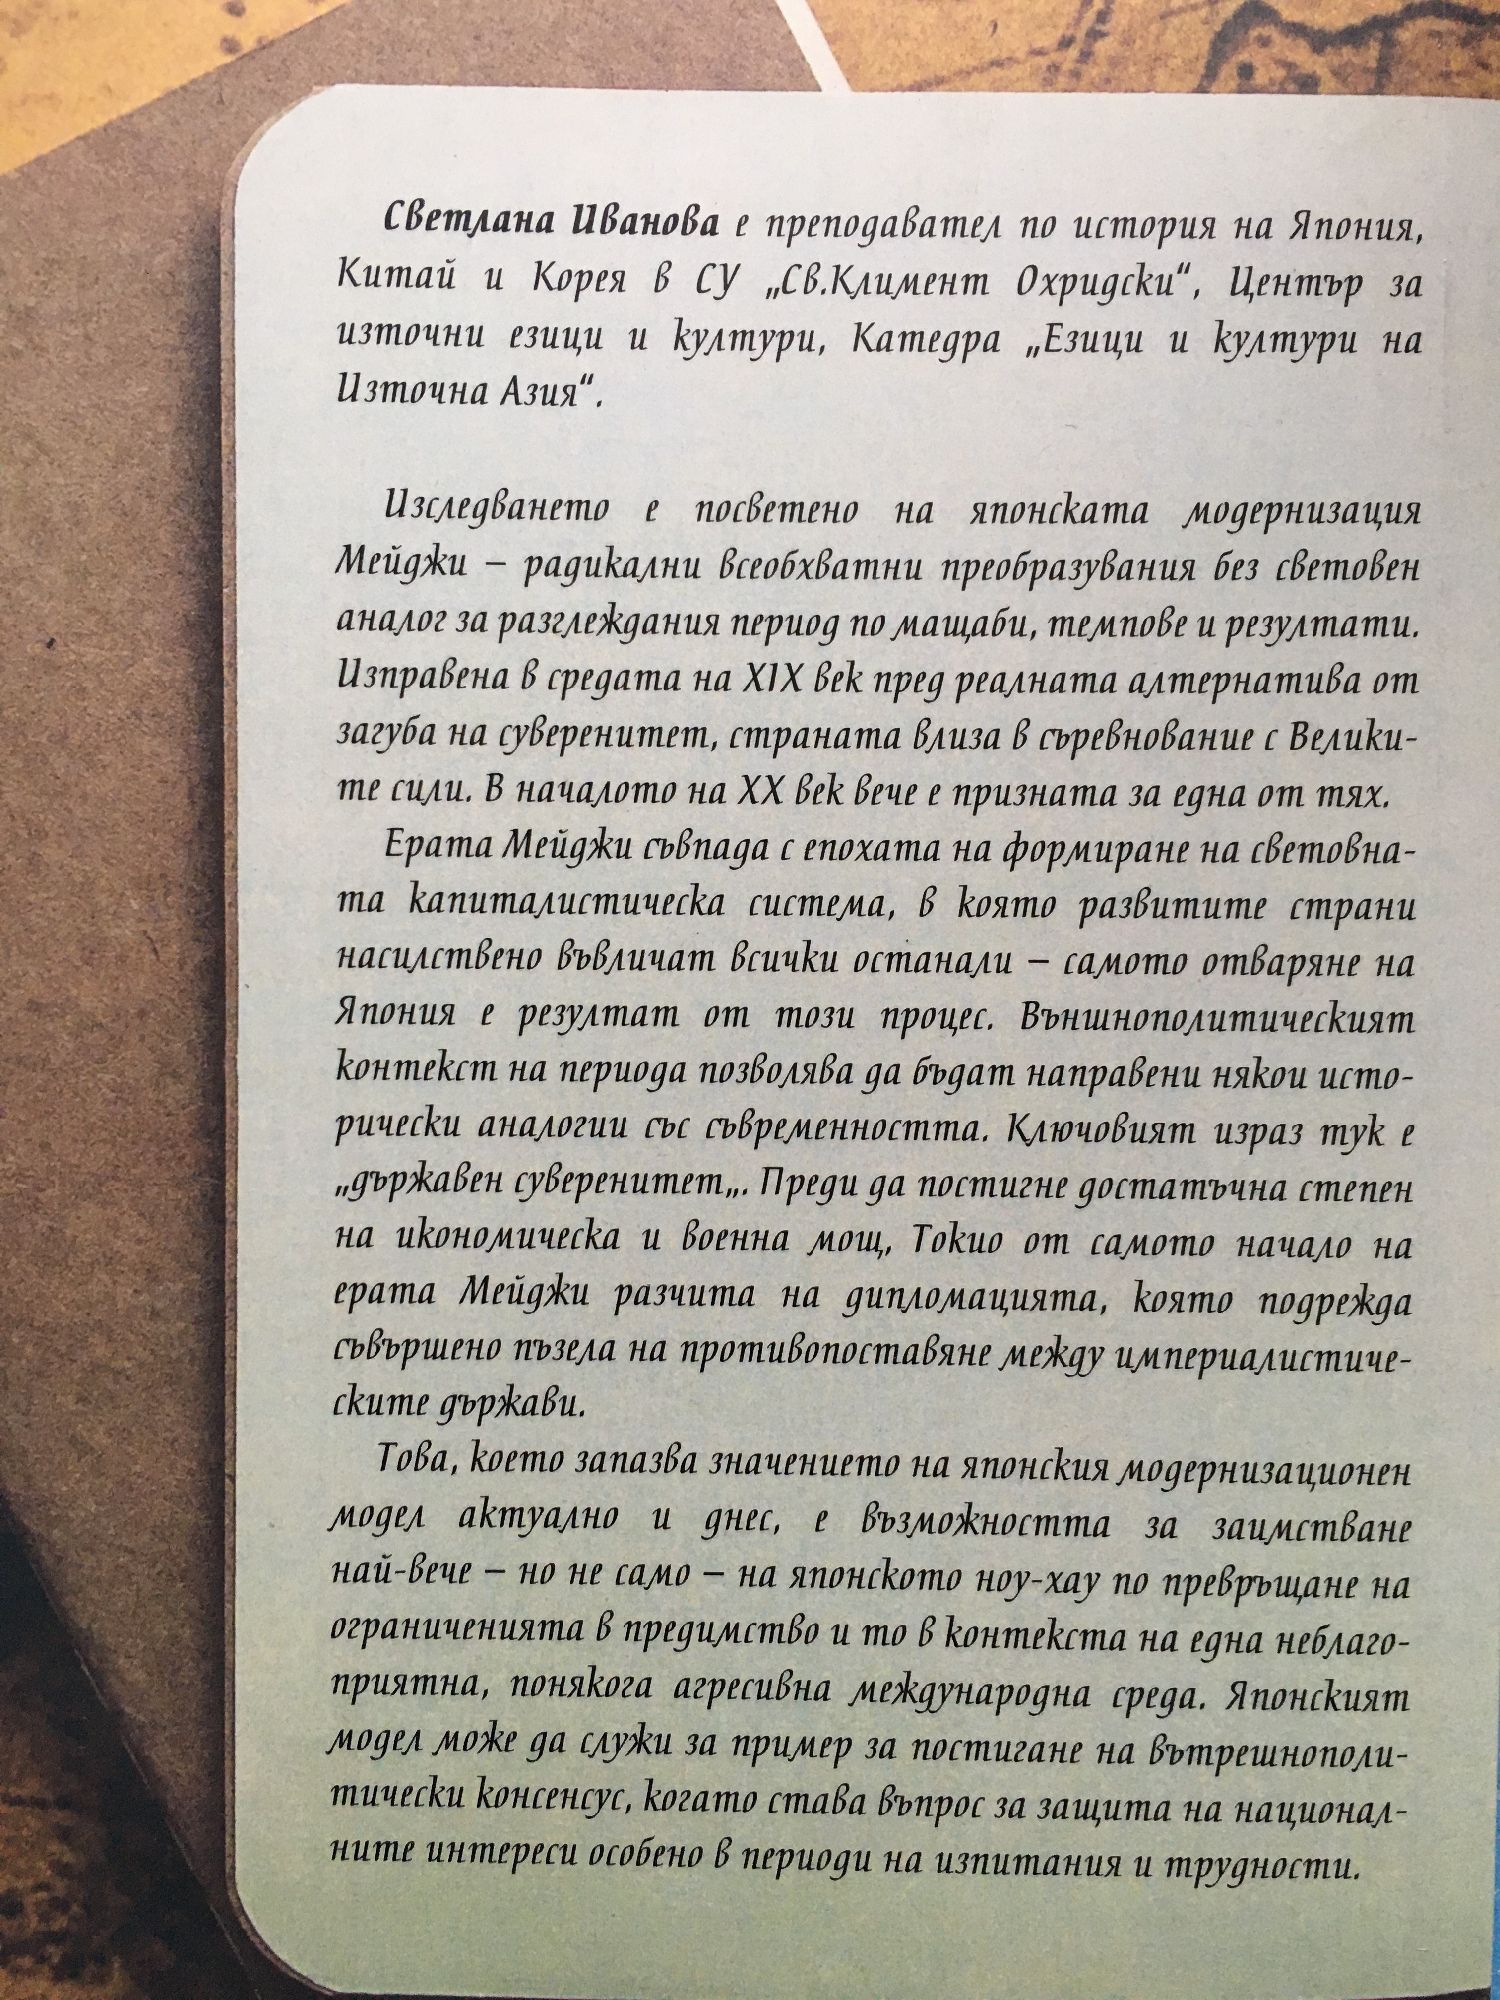 Светлана Иванова е преподавател по история на Япония,
Китай и Корея в СУ „Св.Климент Охридски“, Център за
източни езици и култури, Катедра „Езици и култури на
Източна Азия“.
Изследването е посветено на японската модернизация
Мейджи – радикални всеобхватни преобразувания без световен
аналог за разглеждания период по мащаби, темпове и резултати.
Изправена в средата на XIX век пред реалната алтернатива от
загуба на суверенитет, страната влиза в съревнование с Велики-
те сили. В началото на XX век вече е призната за една от тях.
Ерата Мейджи съвпада с епохата на формиране на световна-
та капиталистическа система, в която развитите страни
насилствено въвличат всички останали – самото отваряне на
Япония е резултат от този процес. Външнополитическият
контекст на периода позволява да бъдат направени някои исто-
рически аналогии със съвременността. Ключовият израз тук е
„държавен суверенитет„. Преди да постигне достатъчна степен
на икономическа и военна мощ, Токио от самото начало на
ерата Мейджи разчита на дипломацията, която подрежда
съвършено пъзела на противопоставяне между империалистиче-
ските държави.
Това, което запазва значението на японския модернизационен
модел актуално и днес, е възможността за заимстване
най-вече – но не само – на японското ноу-хау по превръщане на
ограниченията в предимство и то в контекста на една неблаго-
приятна, понякога агресивна международна среда. Японският
модел може да служи за пример за постигане на вътрешнополи-
тически консенсус, когато става въпрос за защита на национал-
ните интереси особено в периоди на изпитания и трудности.